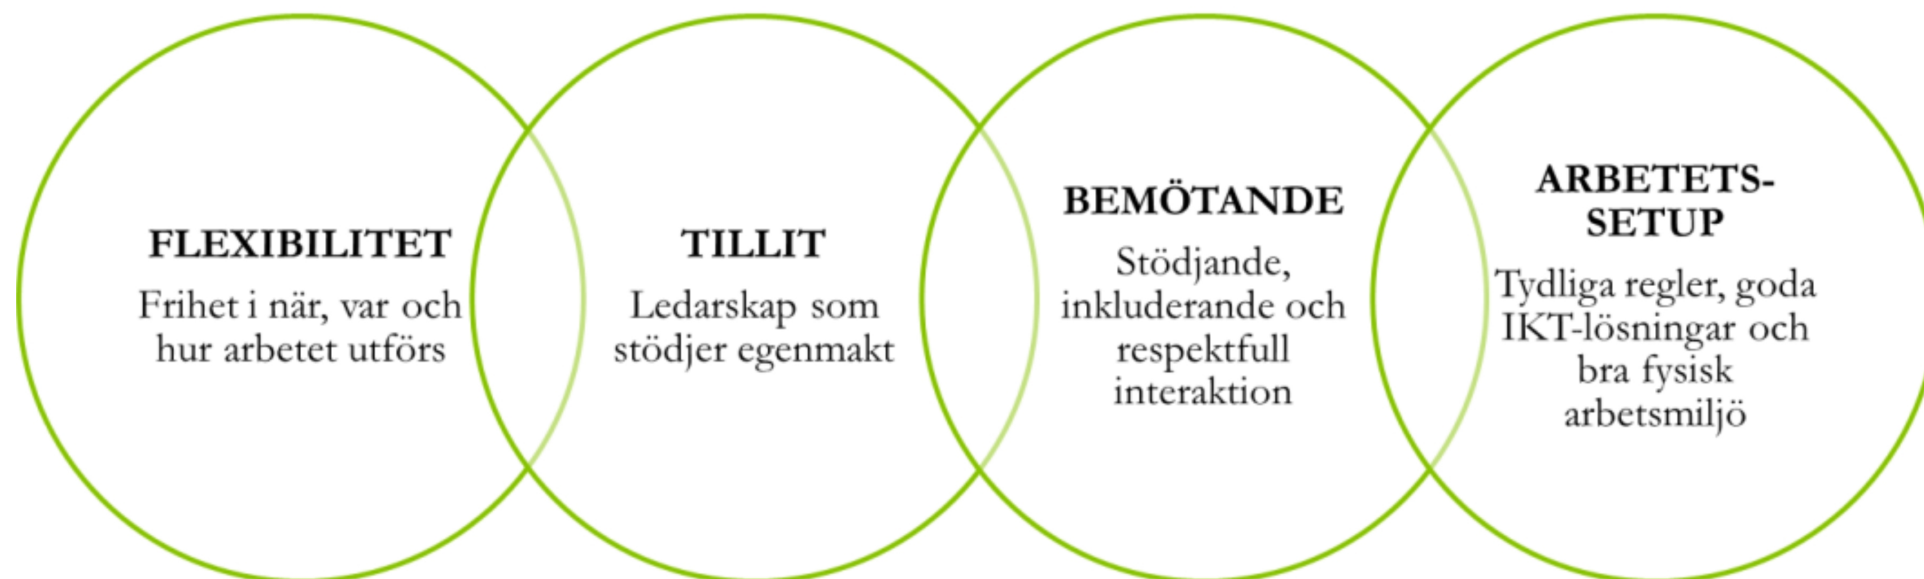 FLEXIBILITET
Frihet i när, var och
hur arbetet utförs
TILLIT
Ledarskap som
stödjer egenmakt
BEMÖTANDE
Stödjande,
inkluderande och
respektfull
interaktion
ARBETETS-
SETUP
Tydliga regler, goda
IKT-lösningar och
bra fysisk
arbetsmiljö